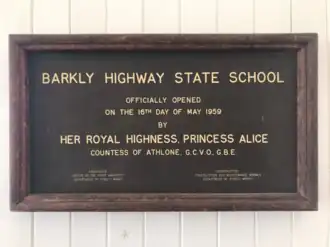 BARKLY HIGHWAY STATE SCHOOL
OFFICIALLY OPENED
ON THE 16TH DAY OF MAY 1959
BY
HER ROYAL HIGHNESS, PRINCESS ALICE
COUNTESS OF ATHLONE, G.C.V.O., G.B.E.